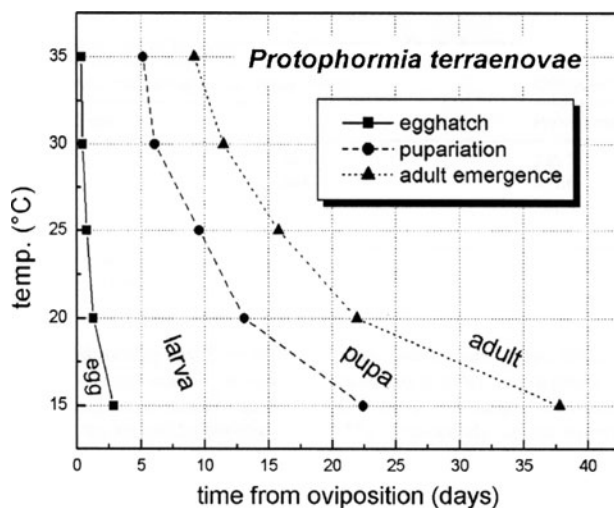 Protophormia terraenovae
egghatch
pupariation
adult emergence
35
30
25
20
15
temp. (°C)
egg
larva
pupa
adult
0 5 10 15 22 25 30 35 40
time from oviposition (days)